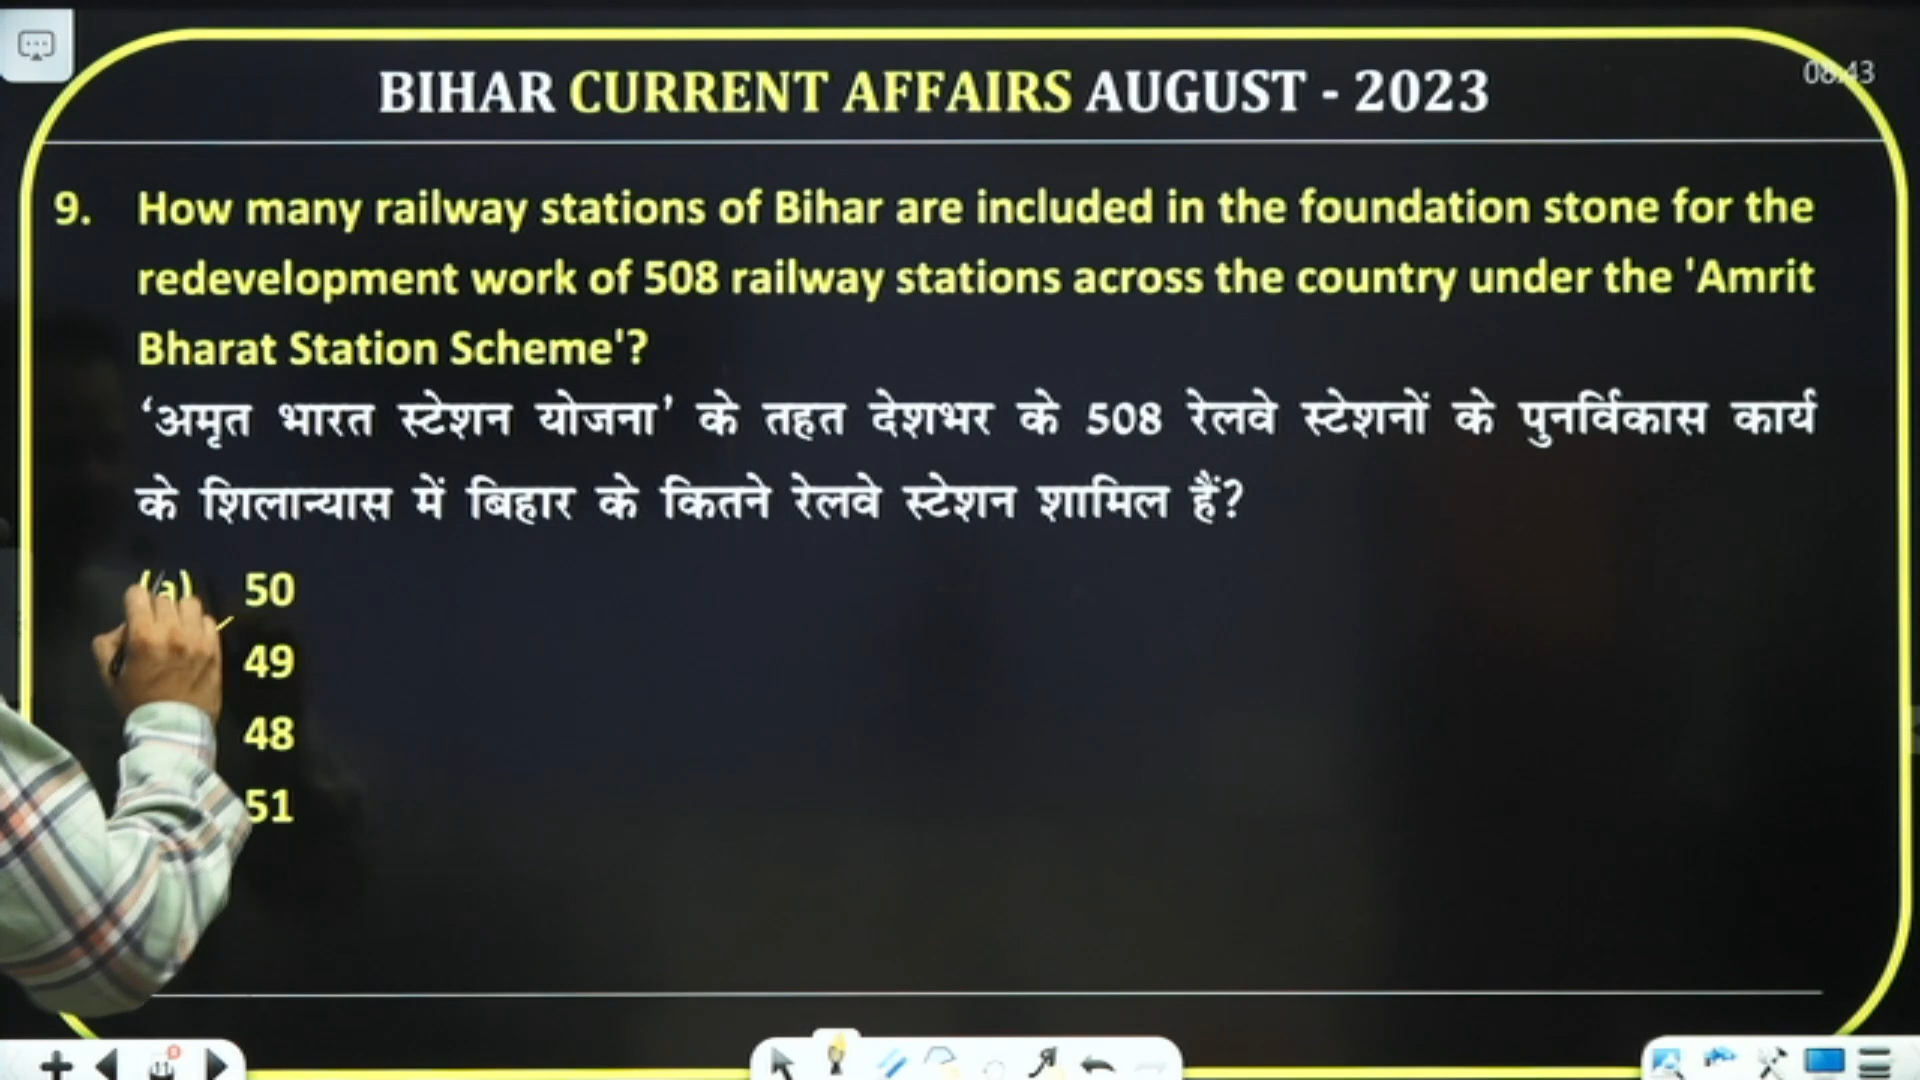 BIHAR CURRENT AFFAIRS AUGUST - 2023
08:43
9. How many railway stations of Bihar are included in the foundation stone for the
redevelopment work of 508 railway stations across the country under the 'Amrit
Bharat Station Scheme'?
‘अमृत भारत स्टेशन योजना’ के तहत देशभर के 508 रेलवे स्टेशनों के पुनर्विकास कार्य
के शिलान्यास में बिहार के कितने रेलवे स्टेशन शामिल हैं?
(a) 50
49
48
51